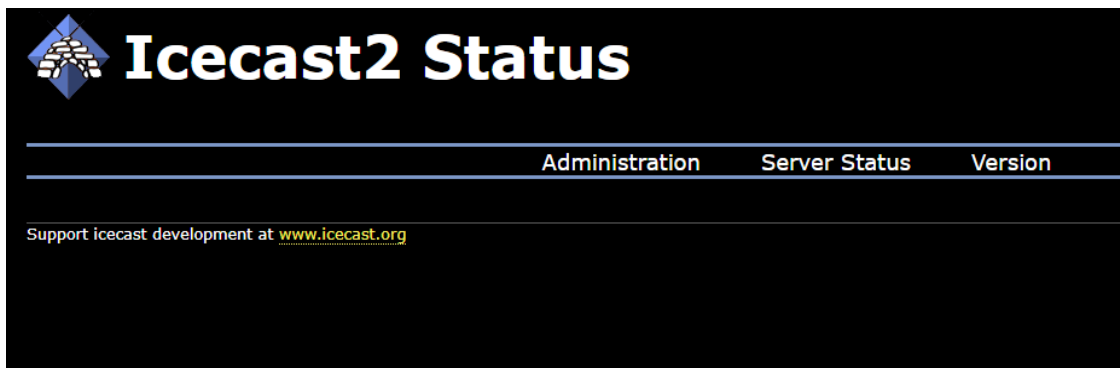 Icecast2 Status
Administration Server Status Version
Support icecast development at www.icecast.org